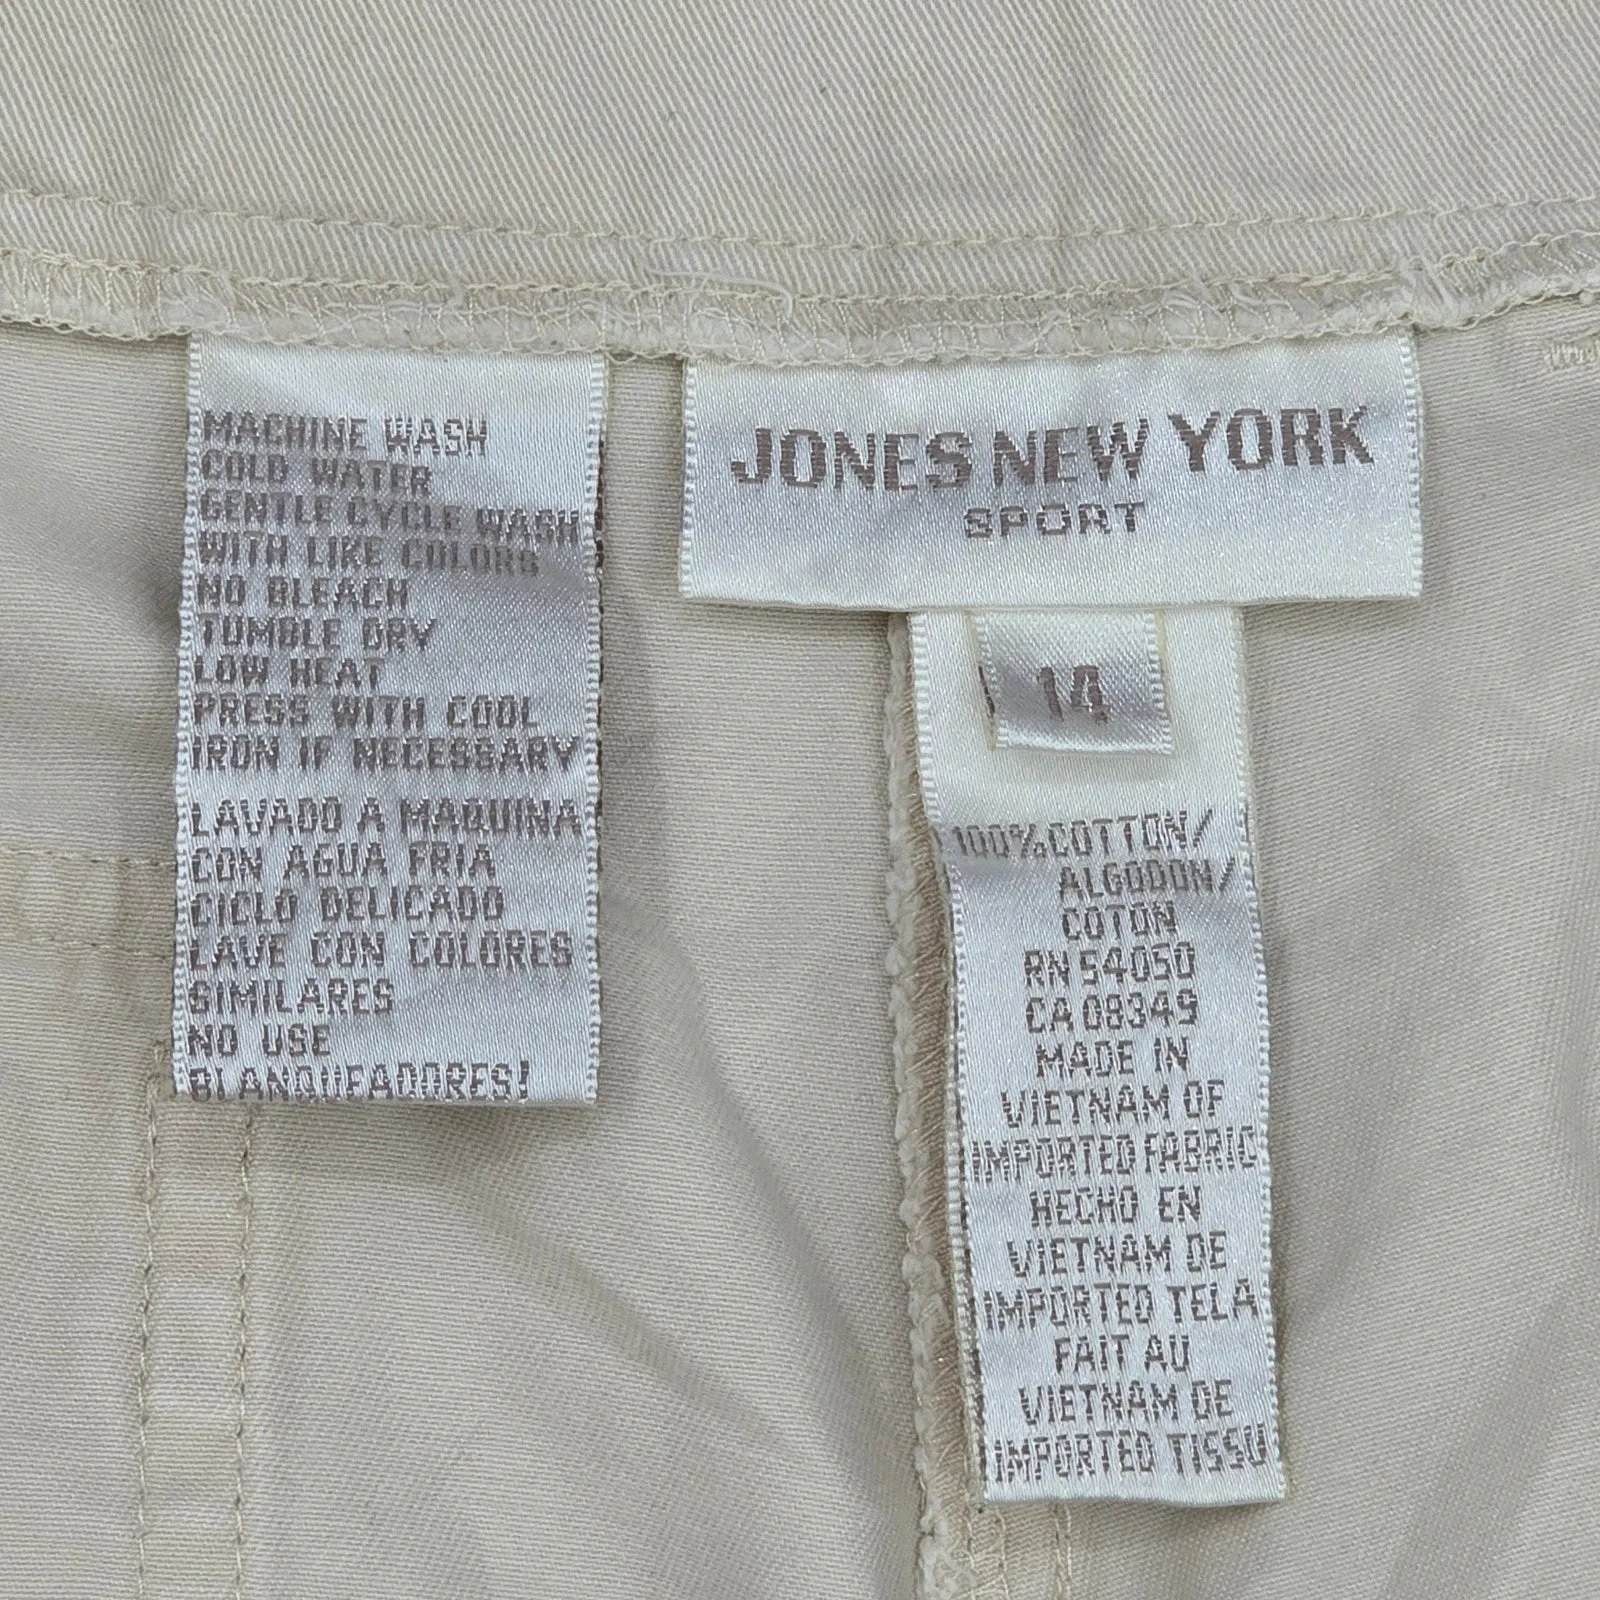 MACHINE WASH
COLD WATER
GENTLE CYCLE WASH
WITH LIKE COLORS
NO BLEACH
TUMBLE DRY
LOW HEAT
PRESS WITH COOL
IRON IF NECESSARY
LAVADO A MAQUINA
CON AGUA FRIA
CICLO DELICADO
LAVE CON COLORES
SIMILARES
NO USE
BLANQUEADORES!
JONES NEW YORK
SPORT
14
100% COTTON/
ALGODON/
COTON
RN 54050
CA 08349
MADE IN
VIETNAM OF
IMPORTED FABRIC
HECHO EN
VIETNAM DE
IMPORTED TELA
FAIT AU
VIETNAM DE
IMPORTED TISSU